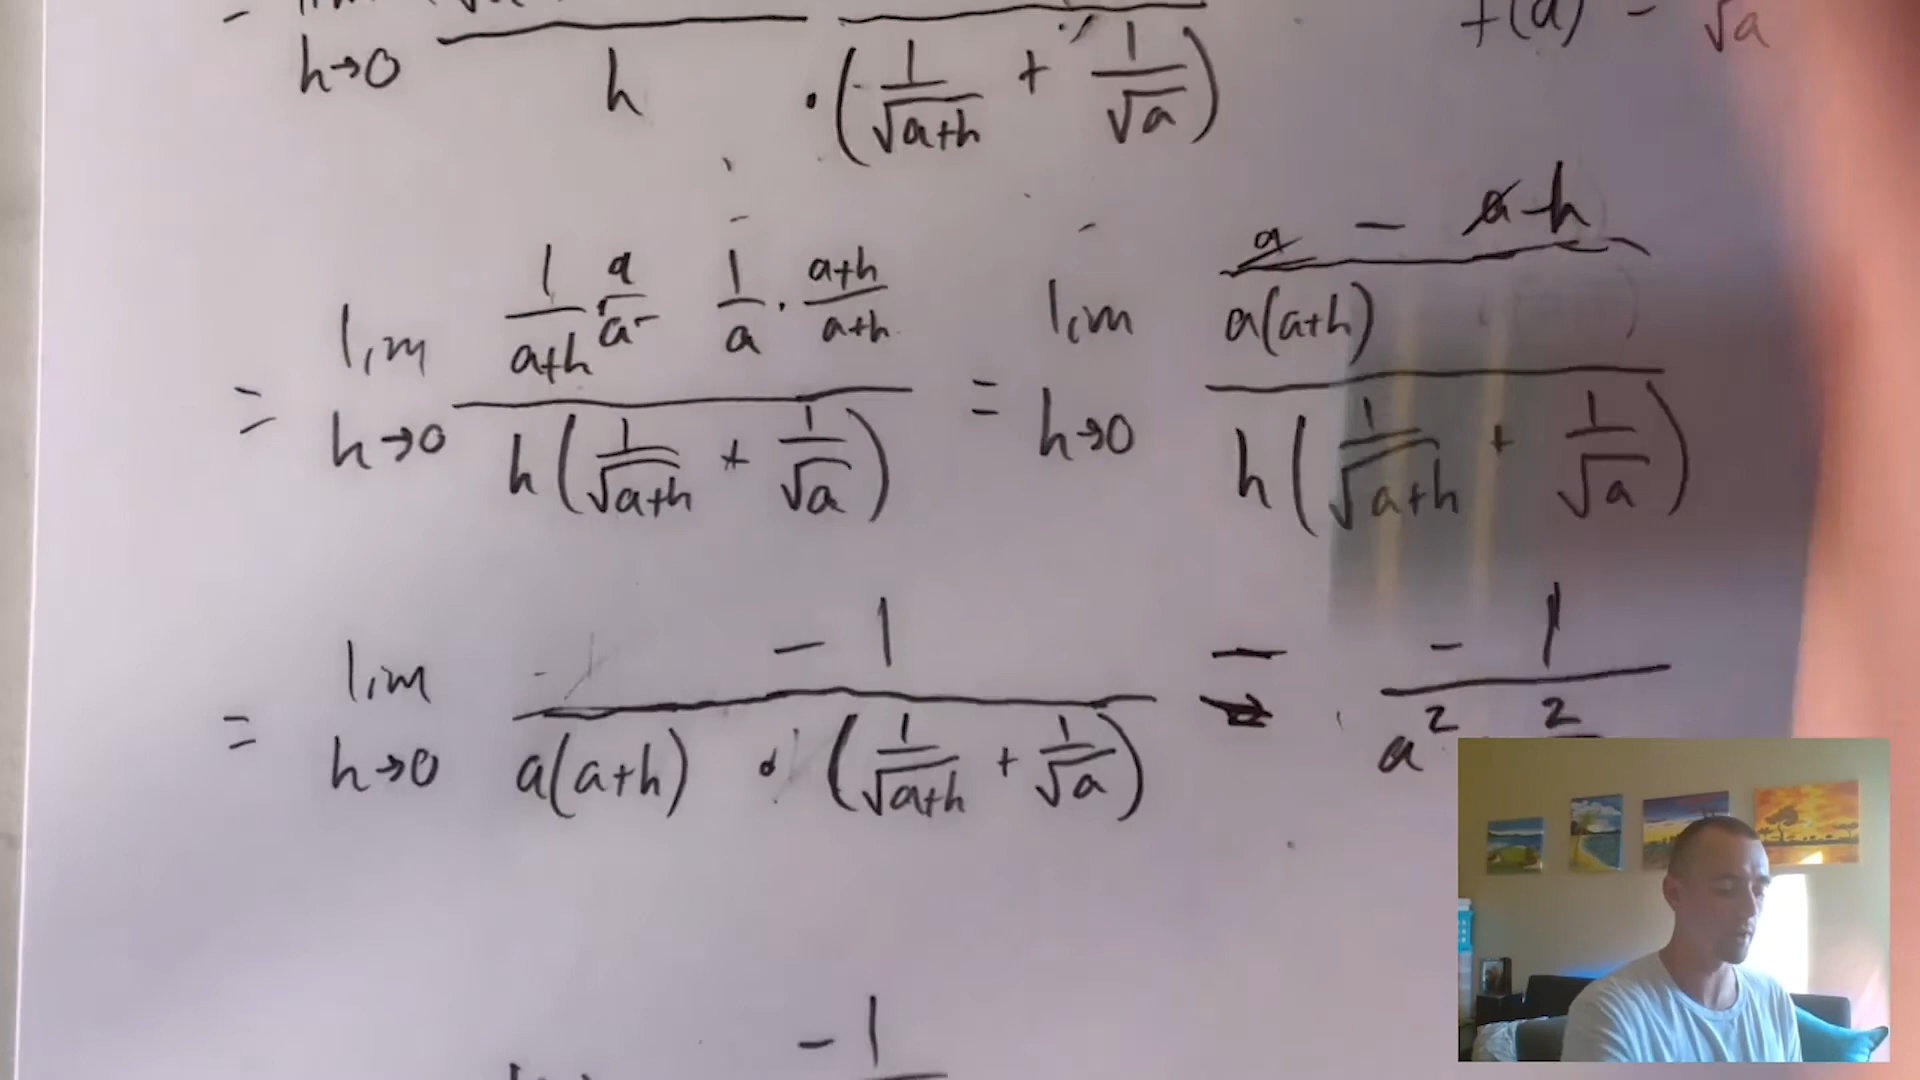 h→0 h · (1/√a+h + 1/√a) f(a) = √a
= lim h→0 1/a+h a/a 1/a · a+h/a+h / h(1/√a+h + 1/√a) = lim h→0 a - a-h / a(a+h) / h(1/√a+h + 1/√a)
= lim h→0 -1 / a(a+h) · (1/√a+h + 1/√a) = -1 / a² · 2
-1